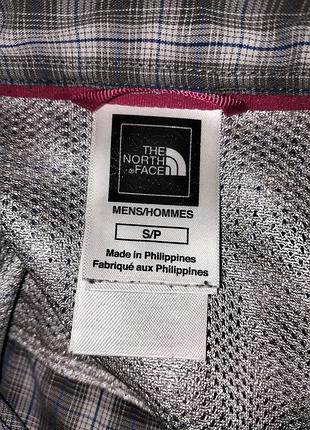 THE
NORTH
FACE
MENS/HOMMES
S/P
Made in Philippines
Fabriqué aux Philippines